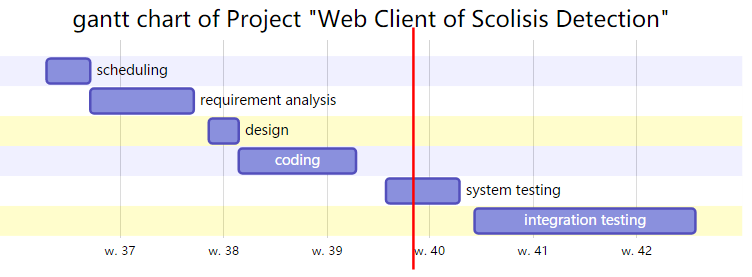 gantt chart of Project "Web Client of Scolisis Detection"
scheduling
requirement analysis
design
coding
system testing
integration testing
w. 37 w. 38 w. 39 w. 40 w. 41 w. 42